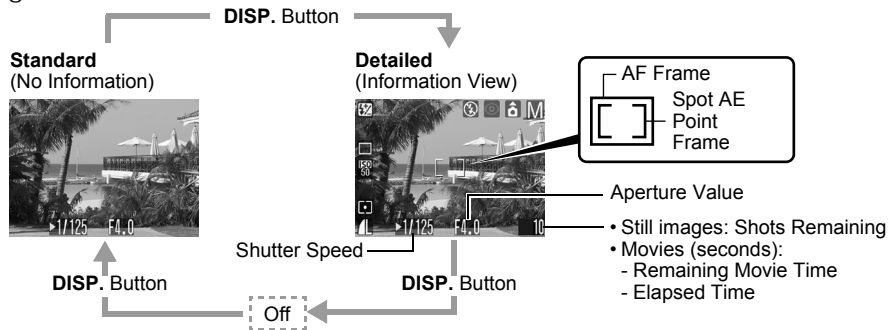 DISP. Button
Standard
(No Information)
Detailed
(Information View)
AF Frame
Spot AE
Point
Frame
M
ISO
50
L
1/125 F4.0
1/125 F4.0 10
Aperture Value
• Still images: Shots Remaining
• Movies (seconds):
- Remaining Movie Time
- Elapsed Time
Shutter Speed
DISP. Button
DISP. Button
Off